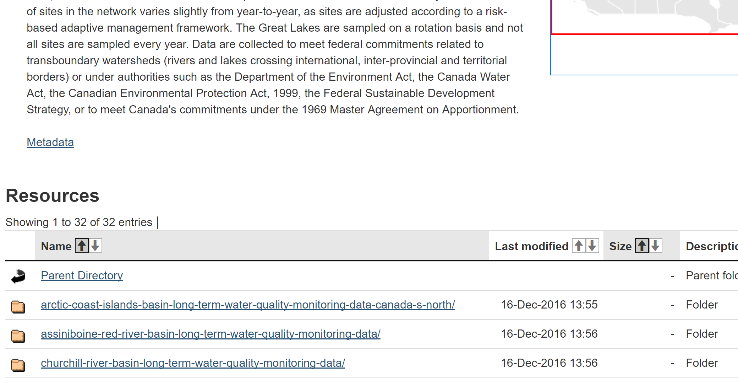 of sites in the network varies slightly from year-to-year, as sites are adjusted according to a risk-
based adaptive management framework. The Great Lakes are sampled on a rotation basis and not
all sites are sampled every year. Data are collected to meet federal commitments related to
transboundary watersheds (rivers and lakes crossing international, inter-provincial and territorial
borders) or under authorities such as the Department of the Environment Act, the Canada Water
Act, the Canadian Environmental Protection Act, 1999, the Federal Sustainable Development
Strategy, or to meet Canada's commitments under the 1969 Master Agreement on Apportionment.
Metadata
Resources
Showing 1 to 32 of 32 entries |
Name Last modified Size Descriptio
Parent Directory - Parent fold
arctic-coast-islands-basin-long-term-water-quality-monitoring-data-canada-s-north/ 16-Dec-2016 13:55 - Folder
assiniboine-red-river-basin-long-term-water-quality-monitoring-data/ 16-Dec-2016 13:56 - Folder
churchill-river-basin-long-term-water-quality-monitoring-data/ 16-Dec-2016 13:56 - Folder